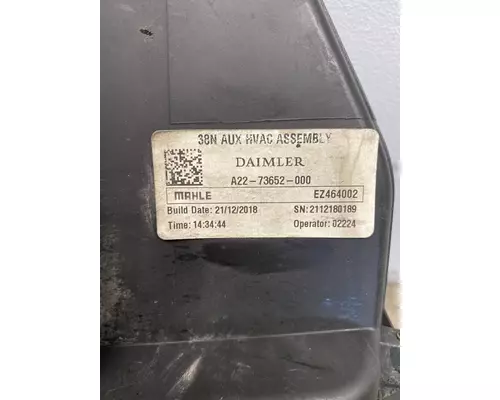 38N AUX HVAC ASSEMBLY
DAIMLER
A22-73652-000
MAHLE EZ464002
Build Date: 21/12/2018 SN: 2112180189
Time: 14:34:44 Operator: 02224